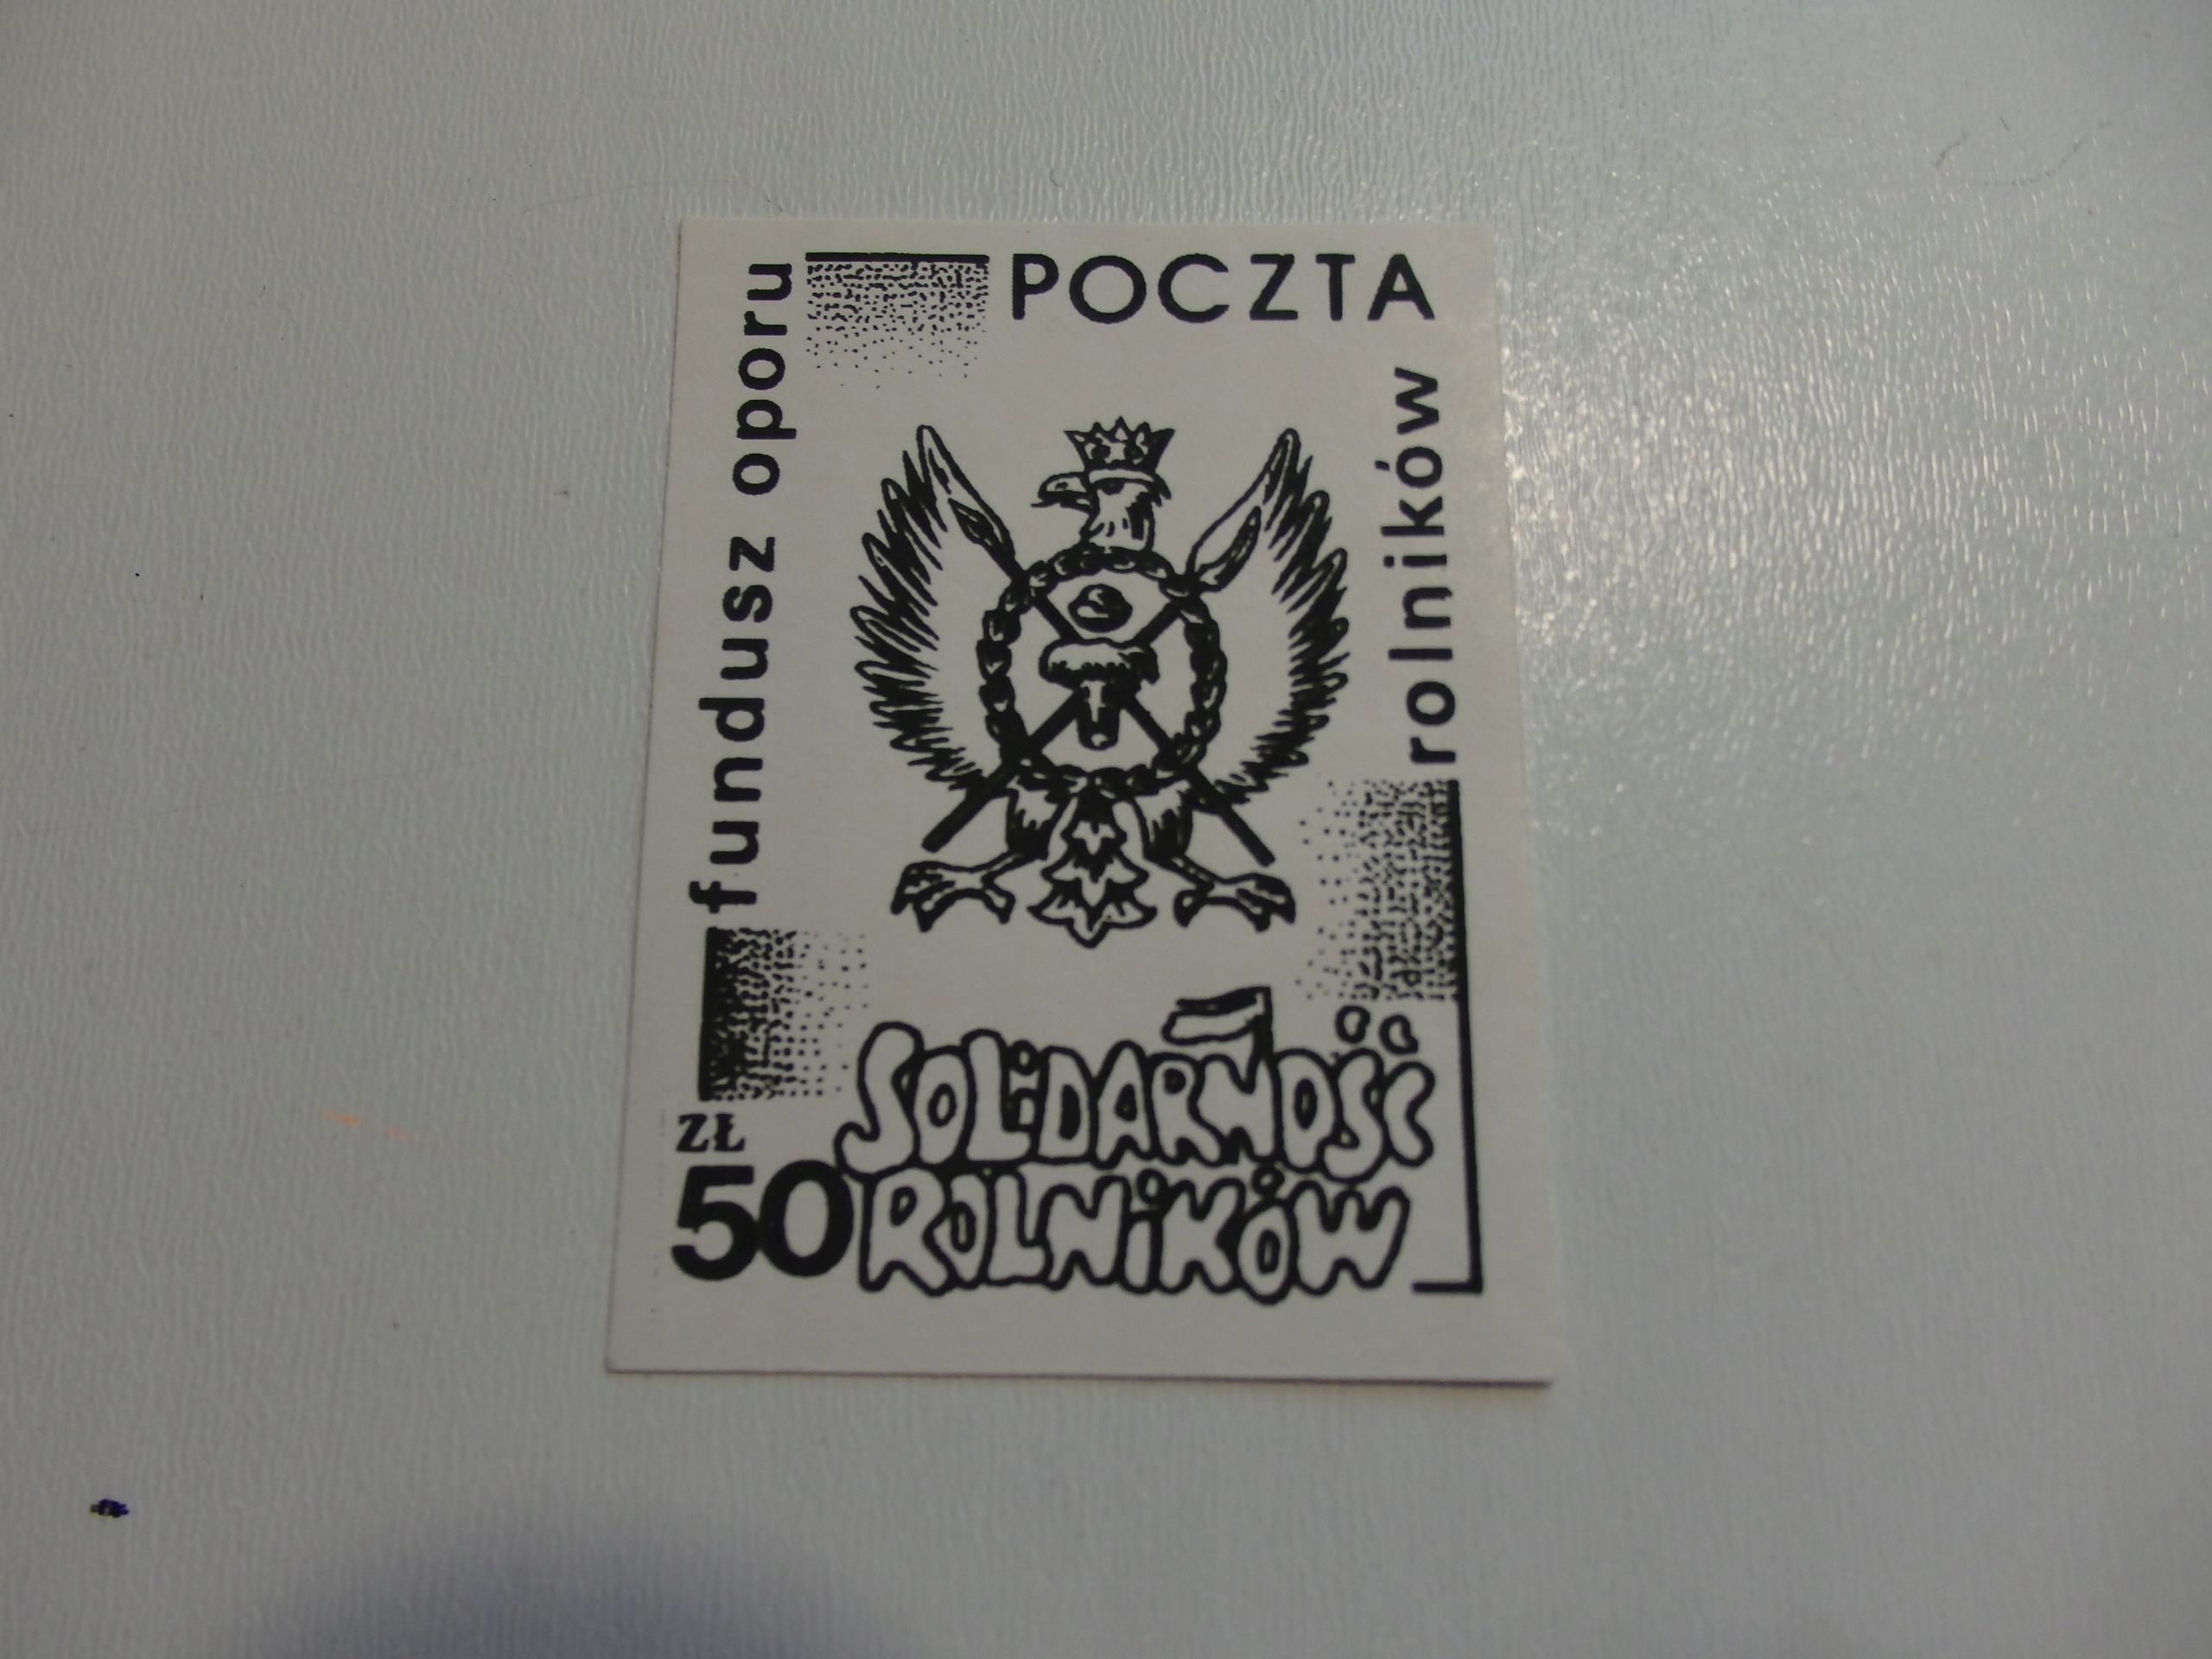 POCZTA
fundusz oporu
rolników
SOLiDARNOŚĆ
ROLNiKÓW
ZŁ
50